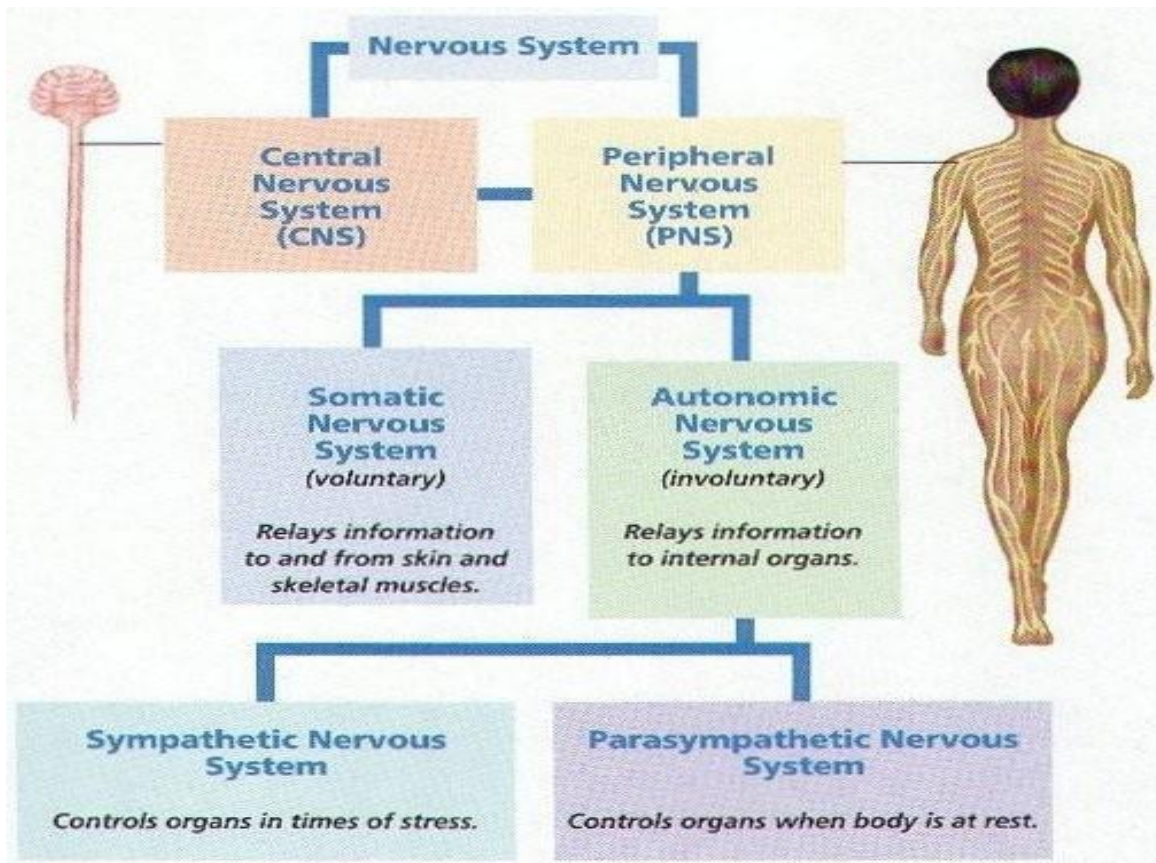 Nervous System
Central
Nervous
System
(CNS)
Peripheral
Nervous
System
(PNS)
Somatic
Nervous
System
(voluntary)
Relays information
to and from skin and
skeletal muscles.
Autonomic
Nervous
System
(involuntary)
Relays information
to internal organs.
Sympathetic Nervous
System
Controls organs in times of stress.
Parasympathetic Nervous
System
Controls organs when body is at rest.